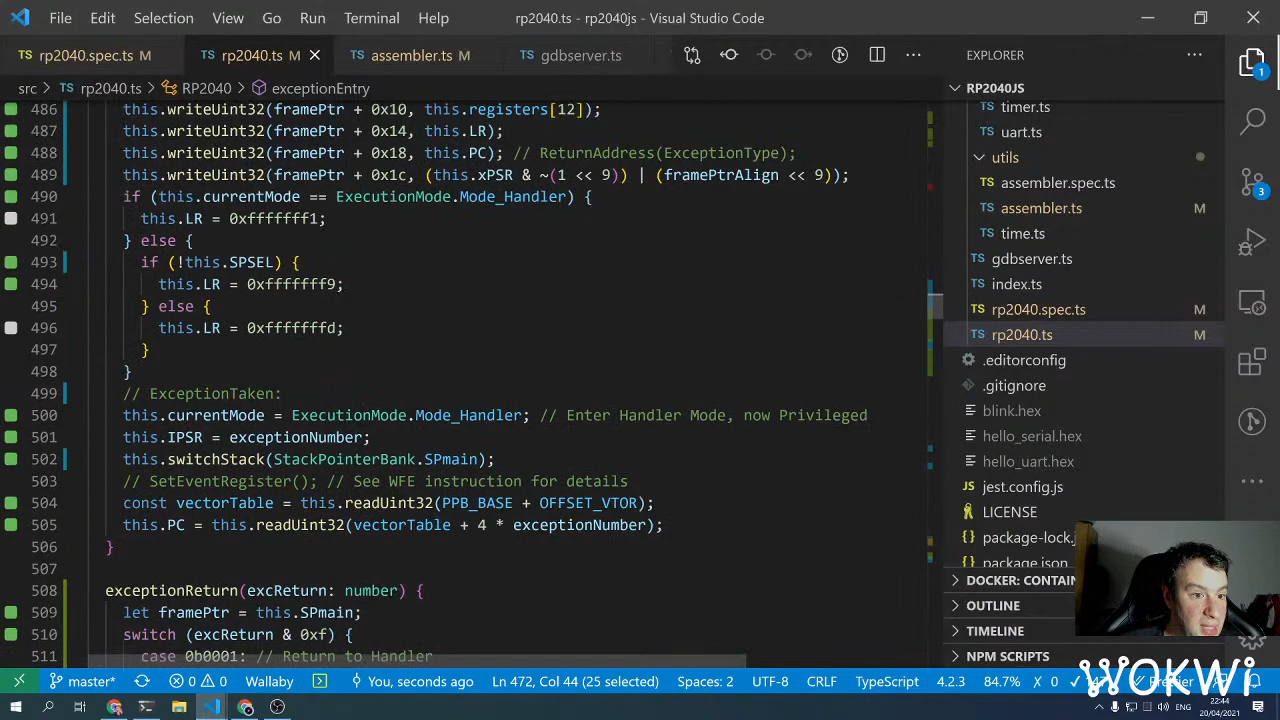 File Edit Selection View Go Run Terminal Help rp2040.ts - rp2040js - Visual Studio Code
TS rp2040.spec.ts M TS rp2040.ts M TS assembler.ts M TS gdbserver.ts EXPLORER
src > rp2040.ts > RP2040 > exceptionEntry
RP2040JS
486 this.writeUint32(framePtr + 0x10, this.registers[12]);
487 this.writeUint32(framePtr + 0x14, this.LR);
488 this.writeUint32(framePtr + 0x18, this.PC); // ReturnAddress(ExceptionType);
489 this.writeUint32(framePtr + 0x1c, (this.xPSR & ~(1 << 9)) | (framePtrAlign << 9));
490 if (this.currentMode == ExecutionMode.Mode_Handler) {
491 this.LR = 0xfffffff1;
492 } else {
493 if (!this.SPSEL) {
494 this.LR = 0xfffffff9;
495 } else {
496 this.LR = 0xfffffffd;
497 }
498 }
499 // ExceptionTaken:
500 this.currentMode = ExecutionMode.Mode_Handler; // Enter Handler Mode, now Privileged
501 this.IPSR = exceptionNumber;
502 this.switchStack(StackPointerBank.SPmain);
503 // SetEventRegister(); // See WFE instruction for details
504 const vectorTable = this.readUint32(PPB_BASE + OFFSET_VTOR);
505 this.PC = this.readUint32(vectorTable + 4 * exceptionNumber);
506 }
507
508 exceptionReturn(excReturn: number) {
509 let framePtr = this.SPmain;
510 switch (excReturn & 0xf) {
511 case 0b0001: // Return to Handler
timer.ts
uart.ts
utils
assembler.spec.ts
TS assembler.ts M
TS time.ts
TS gdbserver.ts
TS index.ts
TS rp2040.spec.ts M
TS rp2040.ts M
.editorconfig
.gitignore
blink.hex
hello_serial.hex
hello_uart.hex
JS jest.config.js
LICENSE
{} package-lock.j
{} package.json
DOCKER: CONTAIN
OUTLINE
TIMELINE
NPM SCRIPTS
1
3
master* 0 0 Wallaby You, seconds ago Ln 472, Col 44 (25 selected) Spaces: 2 UTF-8 CRLF TypeScript 4.2.3 84.7% X 0
WOKWi
ENG 22:44
20/04/2021